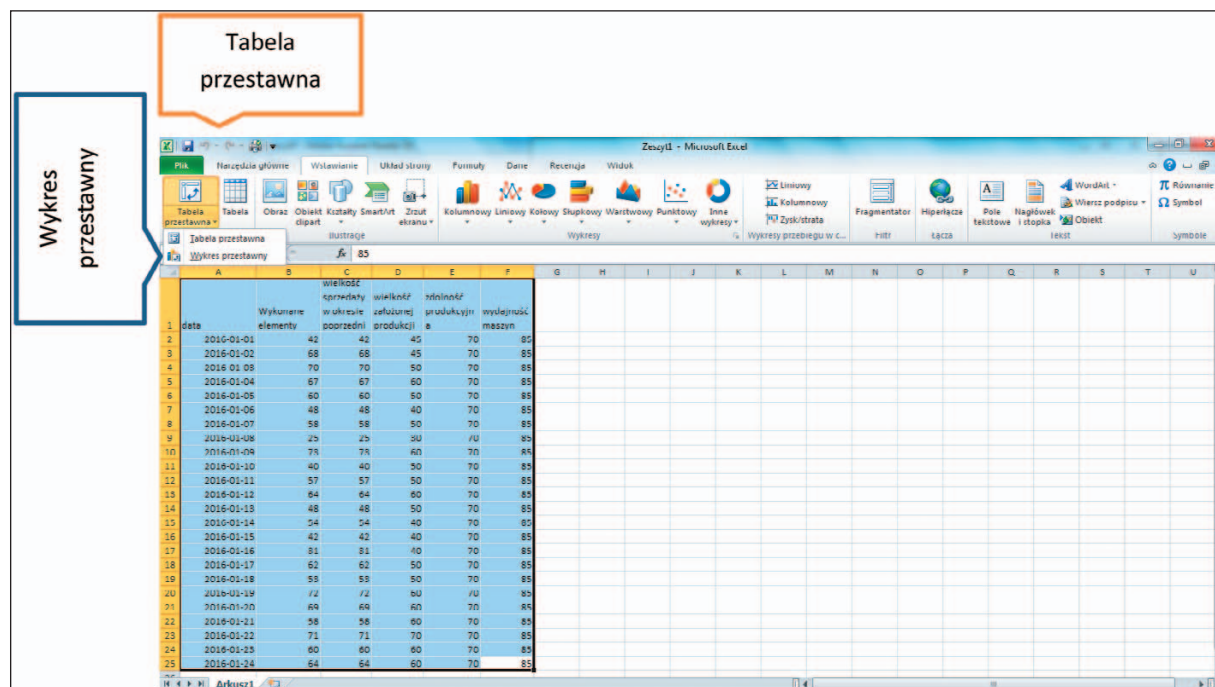 Tabela
przestawna
Wykres
przestawny
Zeszyt1 - Microsoft Excel
Plik Narzędzia główne Wstawianie Układ strony Formuły Dane Recenzja Widok
Tabela przestawna Tabela Obraz Obiekt clipart Kształty SmartArt Zrzut ekranu Kolumnowy Liniowy Kołowy Słupkowy Warstwowy Punktowy Inne wykresy Liniowy Kolumnowy Zysk/strata Fragmentator Hiperłącze Pole tekstowe Nagłówek i stopka WordArt Wiersz podpisu Obiekt Równanie Symbol
Ilustracje Wykresy Wykresy przebiegu w c... Filtr Łącza Tekst Symbole
Tabela przestawna
Wykres przestawny
fx 85
A B C D E F G H I J K L M N O P Q R S T U
wielkość
sprzedaży wielkość zdolność
Wykonane w okresie założonej produkcyjn wydajność
1 data elementy poprzedni produkcji a maszyn
2 2016-01-01 42 42 45 70 85
3 2016-01-02 68 68 45 70 85
4 2016-01-03 70 70 50 70 85
5 2016-01-04 67 67 60 70 85
6 2016-01-05 60 60 50 70 85
7 2016-01-06 48 48 40 70 85
8 2016-01-07 58 58 50 70 85
9 2016-01-08 25 25 30 70 85
10 2016-01-09 73 73 60 70 85
11 2016-01-10 40 40 50 70 85
12 2016-01-11 57 57 50 70 85
13 2016-01-12 64 64 60 70 85
14 2016-01-13 48 48 50 70 85
15 2016-01-14 54 54 40 70 85
16 2016-01-15 42 42 40 70 85
17 2016-01-16 31 31 40 70 85
18 2016-01-17 62 62 50 70 85
19 2016-01-18 53 53 50 70 85
20 2016-01-19 72 72 60 70 85
21 2016-01-20 69 69 60 70 85
22 2016-01-21 58 58 60 70 85
23 2016-01-22 71 71 70 70 85
24 2016-01-23 60 60 60 70 85
25 2016-01-24 64 64 60 70 85
Arkusz1